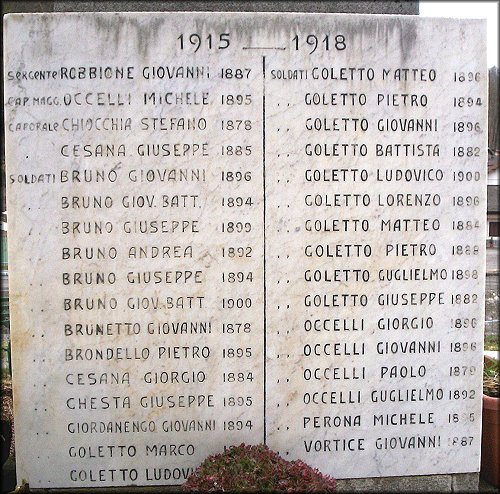 1915 — 1918
SERGENTE ROBBIONE GIOVANNI 1887
CAP. MAGG. OCCELLI MICHELE 1895
CAPORALE CHIOCCHIA STEFANO 1878
,, CESANA GIUSEPPE 1885
SOLDATI BRUNO GIOVANNI 1896
,, BRUNO GIOV. BATT. 1894
,, BRUNO GIUSEPPE 1899
,, BRUNO ANDREA 1892
,, BRUNO GIUSEPPE 1894
,, BRUNO GIOV. BATT 1900
,, BRUNETTO GIOVANNI 1878
,, BRONDELLO PIETRO 1895
,, CESANA GIORGIO 1884
,, GHESTA GIUSEPPE 1895
,, GIORDANENGO GIOVANNI 1894
,, GOLETTO MARCO
,, GOLETTO LUDOVICO
SOLDATI GOLETTO MATTEO 1896
,, GOLETTO PIETRO 1894
,, GOLETTO GIOVANNI 1896
,, GOLETTO BATTISTA 1882
,, GOLETTO LUDOVICO 1900
,, GOLETTO LORENZO 1896
,, GOLETTO MATTEO 1884
,, GOLETTO PIETRO
,, GOLETTO GUGLIELMO 1898
,, GOLETTO GIUSEPPE 1882
,, OCCELLI GIORGIO 1896
,, OCCELLI GIOVANNI 1896
,, OCCELLI PAOLO 1879
,, OCCELLI GUGLIELMO 1892
,, PERONA MICHELE
,, VORTICE GIOVANNI 1887